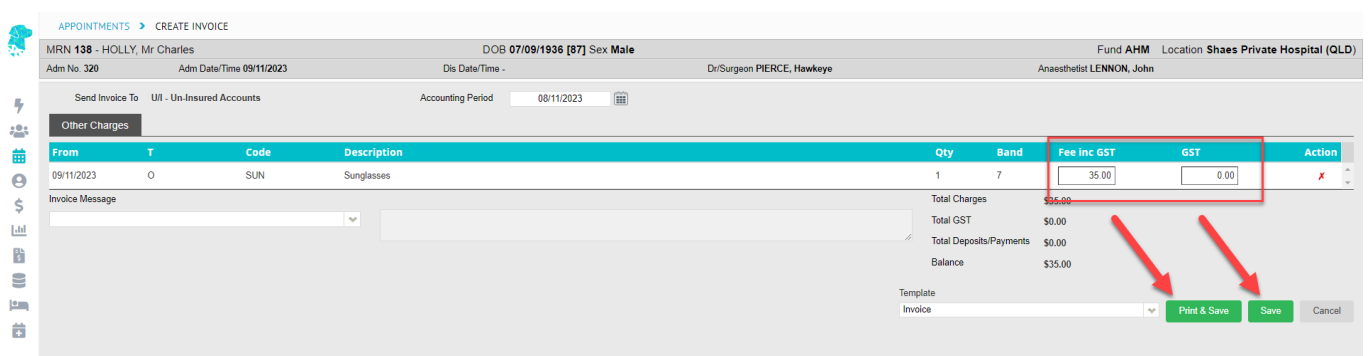 APPOINTMENTS > CREATE INVOICE
MRN 138 - HOLLY, Mr Charles DOB 07/09/1936 [87] Sex Male Fund AHM Location Shaes Private Hospital (QLD)
Adm No. 320 Adm Date/Time 09/11/2023 Dis Date/Time - Dr/Surgeon PIERCE, Hawkeye Anaesthetist LENNON, John
Send Invoice To U/I - Un-Insured Accounts Accounting Period 08/11/2023
Other Charges
From T Code Description Qty Band Fee inc GST GST Action
09/11/2023 O SUN Sunglasses 1 7 35.00 0.00 ✗
Invoice Message Total Charges $35.00
Total GST $0.00
Total Deposits/Payments $0.00
Balance $35.00
Template
Invoice Print & Save Save Cancel